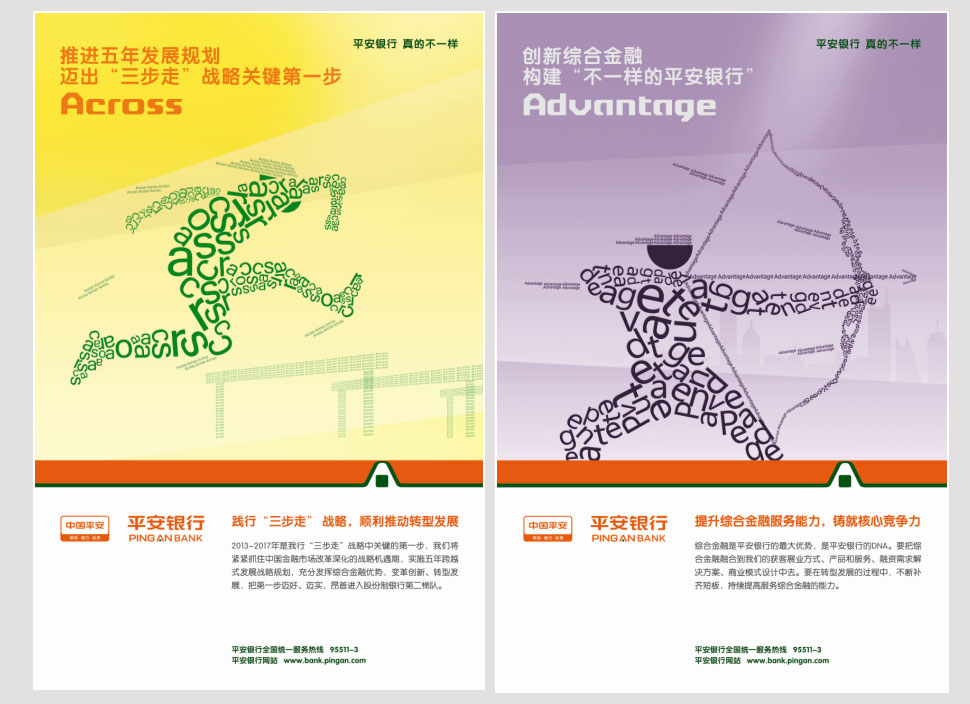 平安银行 真的不一样
推进五年发展规划
迈出“三步走”战略关键第一步
Across
中国平安
保险·银行·投资
平安银行
PING AN BANK
践行“三步走” 战略，顺利推动转型发展
2013-2017年是我行“三步走”战略中关键的第一步，我们将
紧紧抓住中国金融市场改革深化的战略机遇期，实施五年跨越
式发展战略规划，充分发挥综合金融优势，变革创新、转型发
展，把第一步迈好、迈实，昂首进入股份制银行第二梯队。
平安银行全国统一服务热线 95511-3
平安银行网站 www.bank.pingan.com
平安银行 真的不一样
创新综合金融
构建“不一样的平安银行”
Advantage
中国平安
保险·银行·投资
平安银行
PING AN BANK
提升综合金融服务能力，铸就核心竞争力
综合金融是平安银行的最大优势，是平安银行的DNA。要把综
合金融融合到我们的获客展业方式、产品和服务、融资需求解
决方案、商业模式设计中去。要在转型发展的过程中，不断补
齐短板，持续提高服务综合金融的能力。
平安银行全国统一服务热线 95511-3
平安银行网站 www.bank.pingan.com